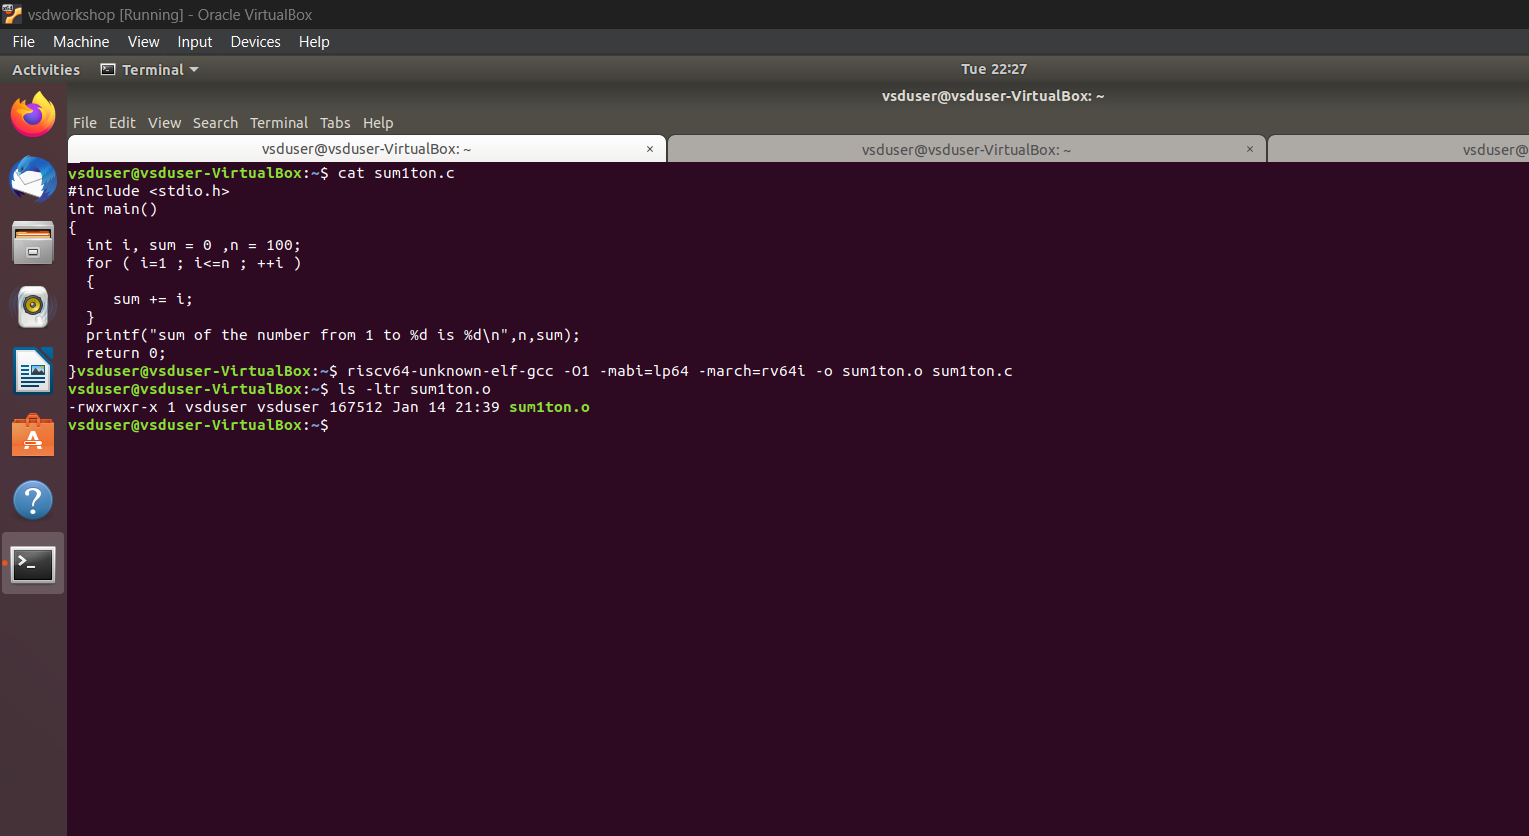 vsdworkshop [Running] - Oracle VirtualBox
File Machine View Input Devices Help
Activities Terminal Tue 22:27
vsduser@vsduser-VirtualBox: ~
File Edit View Search Terminal Tabs Help
vsduser@vsduser-VirtualBox: ~ × vsduser@vsduser-VirtualBox: ~ × vsduser@
vsduser@vsduser-VirtualBox:~$ cat sum1ton.c
#include <stdio.h>
int main()
{
  int i, sum = 0 ,n = 100;
  for ( i=1 ; i<=n ; ++i )
  {
     sum += i;
  }
  printf("sum of the number from 1 to %d is %d\n",n,sum);
  return 0;
}vsduser@vsduser-VirtualBox:~$ riscv64-unknown-elf-gcc -O1 -mabi=lp64 -march=rv64i -o sum1ton.o sum1ton.c
vsduser@vsduser-VirtualBox:~$ ls -ltr sum1ton.o
-rwxrwxr-x 1 vsduser vsduser 167512 Jan 14 21:39 sum1ton.o
vsduser@vsduser-VirtualBox:~$